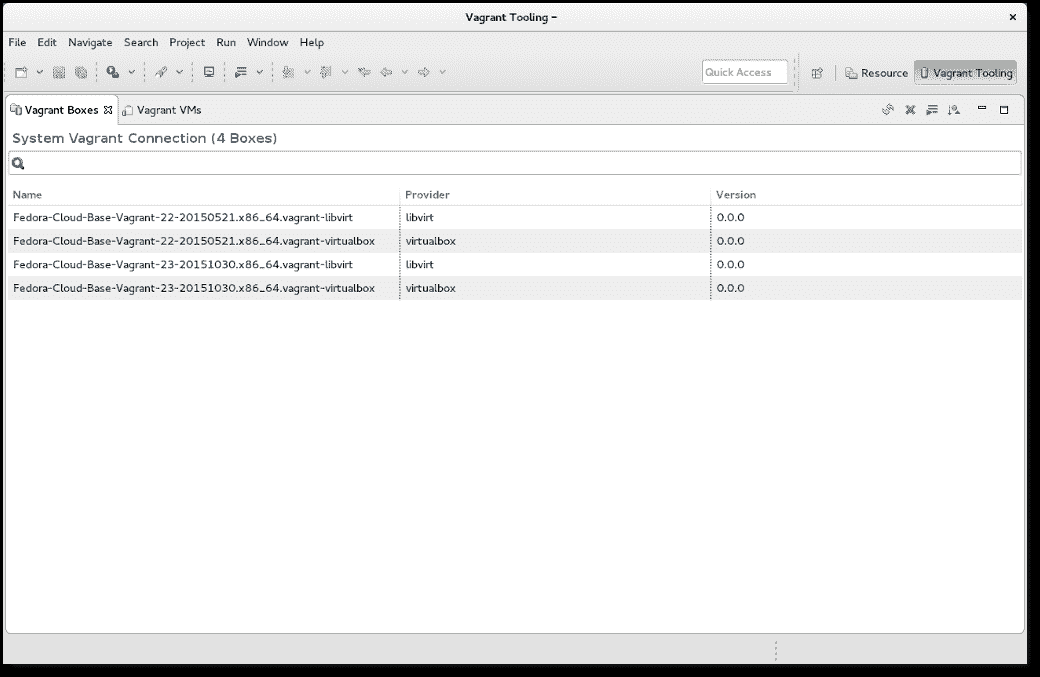 Vagrant Tooling –
File Edit Navigate Search Project Run Window Help
Quick Access Resource Vagrant Tooling
Vagrant Boxes Vagrant VMs
System Vagrant Connection (4 Boxes)
Name Provider Version
Fedora-Cloud-Base-Vagrant-22-20150521.x86_64.vagrant-libvirt libvirt 0.0.0
Fedora-Cloud-Base-Vagrant-22-20150521.x86_64.vagrant-virtualbox virtualbox 0.0.0
Fedora-Cloud-Base-Vagrant-23-20151030.x86_64.vagrant-libvirt libvirt 0.0.0
Fedora-Cloud-Base-Vagrant-23-20151030.x86_64.vagrant-virtualbox virtualbox 0.0.0